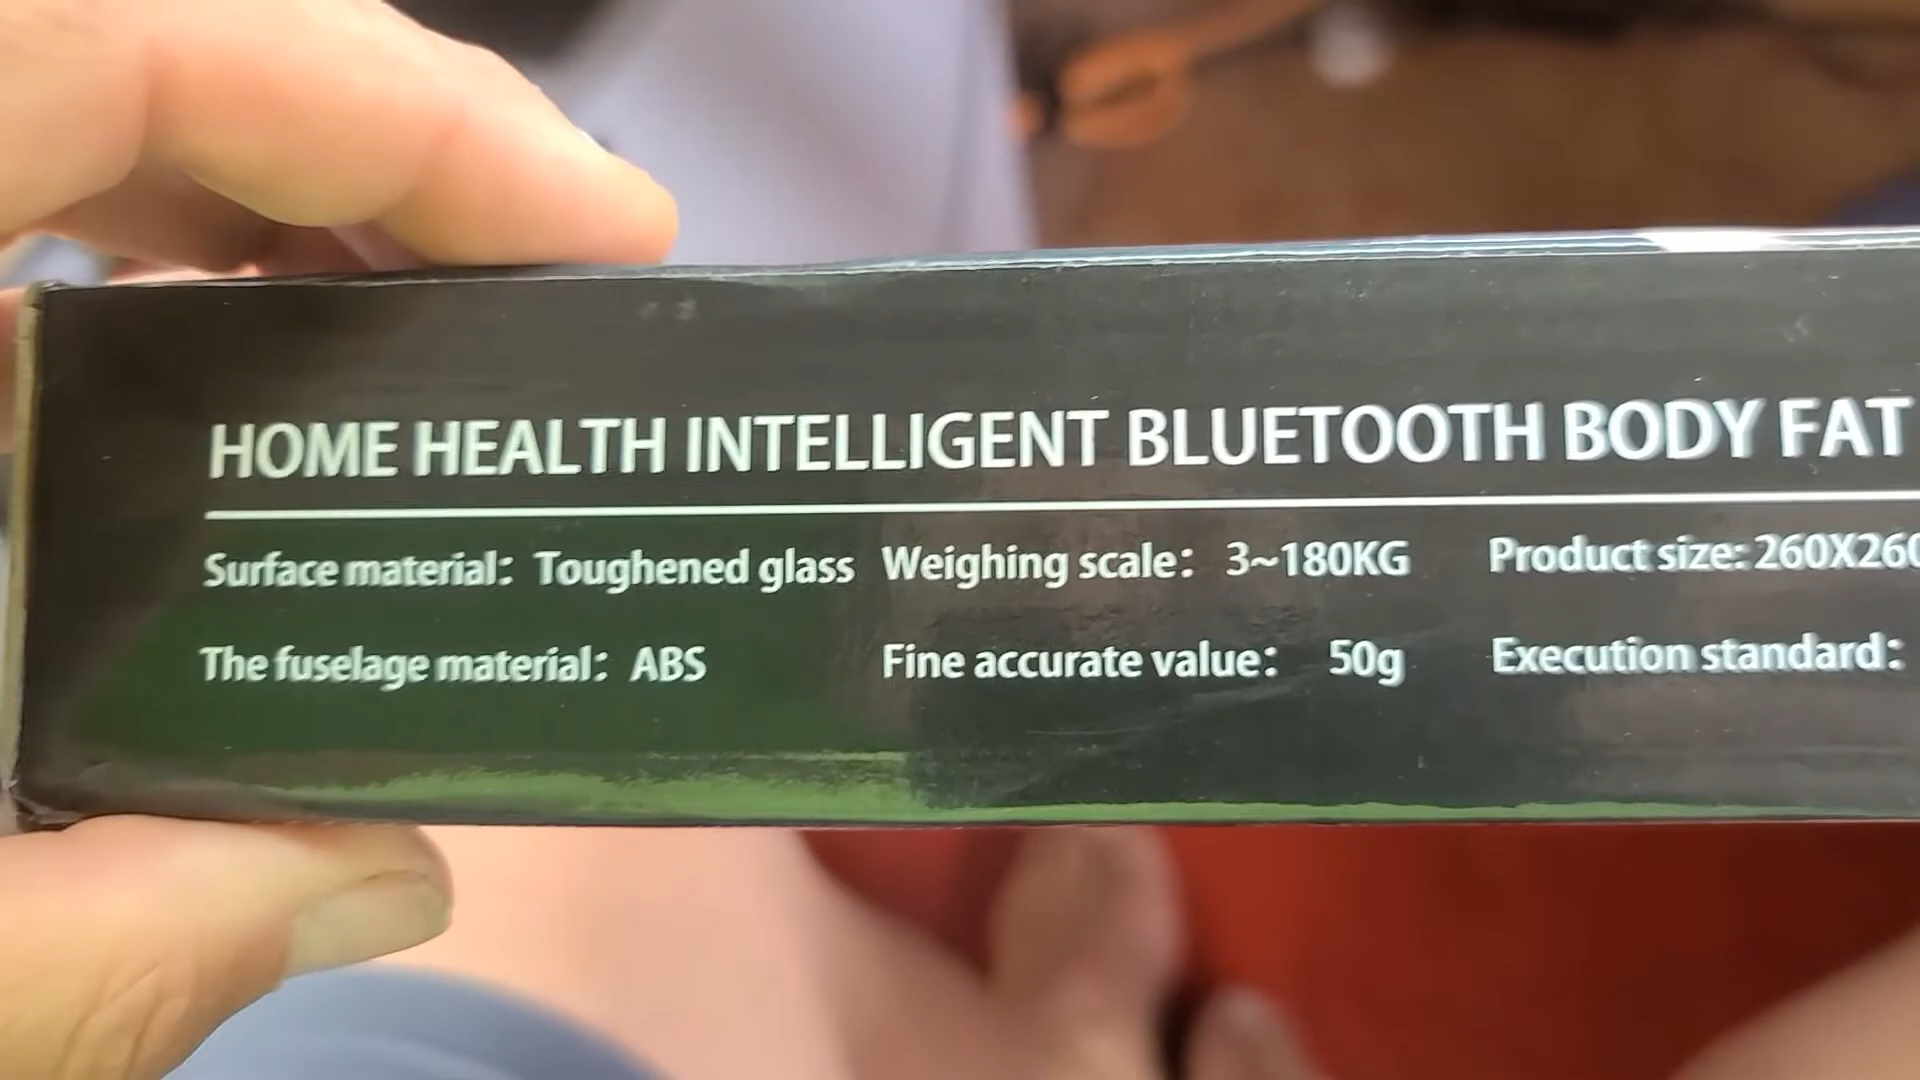 HOME HEALTH INTELLIGENT BLUETOOTH BODY FAT
Surface material: Toughened glass Weighing scale: 3~180KG Product size: 260X260
The fuselage material: ABS Fine accurate value: 50g Execution standard: